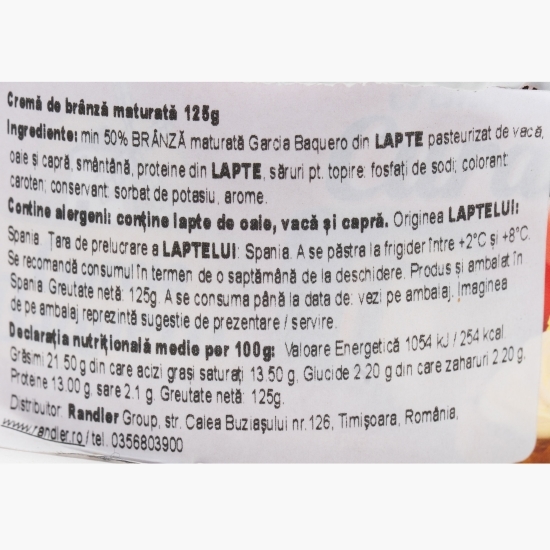 Cremă de brânză maturată 125g
Ingrediente: min 50% BRÂNZĂ maturată Garcia Baquero din LAPTE pasteurizat de vacă,
oaie și capră, smântână, proteine din LAPTE, săruri pt. topire: fosfați de sodi; colorant:
caroten; conservant: sorbat de potasiu, arome.
Contine alergeni: conține lapte de oaie, vacă și capră. Originea LAPTELUI:
Spania. Țara de prelucrare a LAPTELUI: Spania. A se păstra la frigider între +2°C și +8°C.
Se recomandă consumul în termen de o saptămână de la deschidere. Produs și ambalat în
Spania Greutate netă: 125g. A se consuma până la data de: vezi pe ambalaj. Imaginea
de pe ambalaj reprezintă sugestie de prezentare / servire.
Declarația nutrițională medie per 100g: Valoare Energetică 1054 kJ / 254 kcal.
Grăsimi 21.50 g din care acizi grași saturați 13.50 g, Glucide 2.20 g din care zaharuri 2.20 g,
Protene 13.00 g, sare 2.1 g. Greutate netă: 125g.
Distribuitor: Randler Group, str. Calea Buziașului nr.126, Timișoara, România,
www.randler.ro / tel. 0356803900